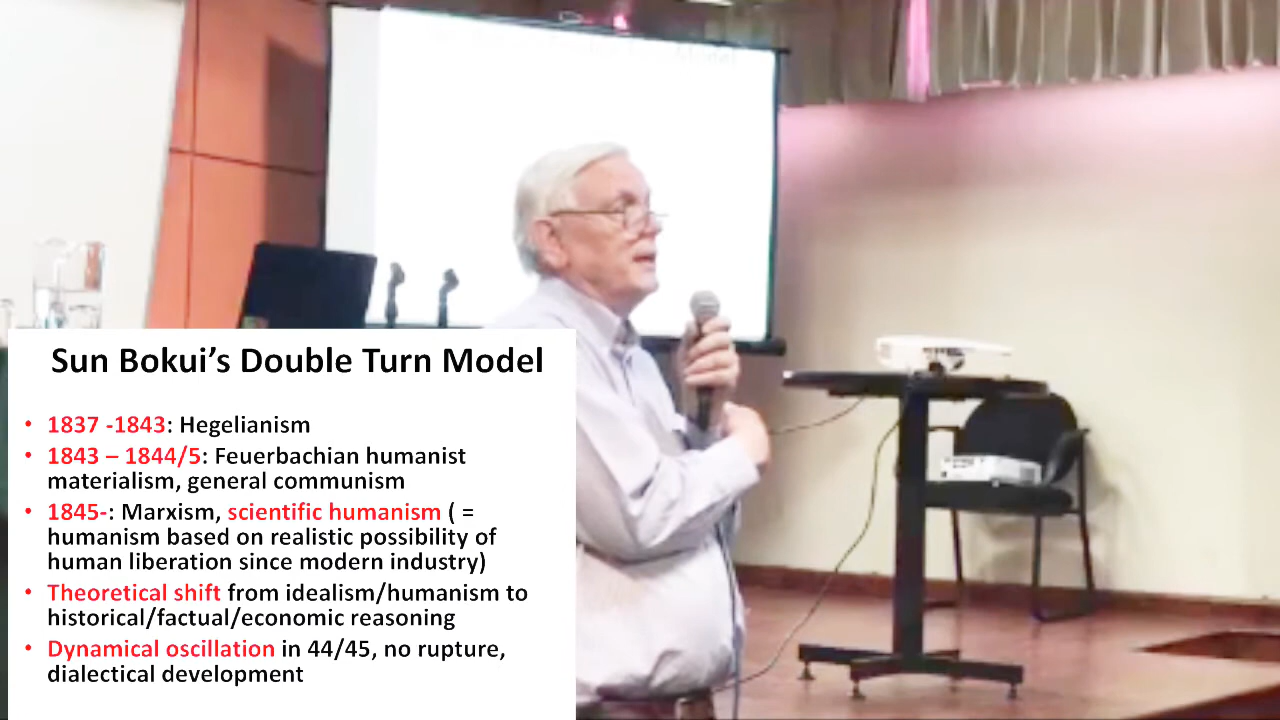 Sun Bokui’s Double Turn Model
• 1837 -1843: Hegelianism
• 1843 – 1844/5: Feuerbachian humanist
materialism, general communism
• 1845-: Marxism, scientific humanism ( =
humanism based on realistic possibility of
human liberation since modern industry)
• Theoretical shift from idealism/humanism to
historical/factual/economic reasoning
• Dynamical oscillation in 44/45, no rupture,
dialectical development